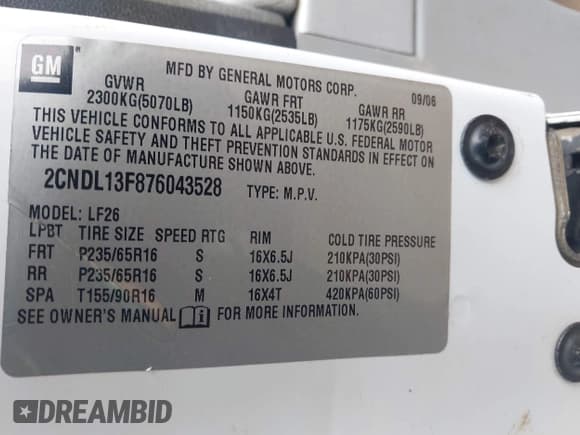 GM
MFD BY GENERAL MOTORS CORP. 09/06
GVWR GAWR FRT GAWR RR
2300KG(5070LB) 1150KG(2535LB) 1175KG(2590LB)
THIS VEHICLE CONFORMS TO ALL APPLICABLE U.S. FEDERAL MOTOR
VEHICLE SAFETY AND THEFT PREVENTION STANDARDS IN EFFECT ON
THE DATE OF MANUFACTURE SHOWN ABOVE.
2CNDL13F876043528 TYPE: M.P.V.
MODEL: LF26
LPBT TIRE SIZE SPEED RTG RIM COLD TIRE PRESSURE
FRT P235/65R16 S 16X6.5J 210KPA(30PSI)
RR P235/65R16 S 16X6.5J 210KPA(30PSI)
SPA T155/90R16 M 16X4T 420KPA(60PSI)
SEE OWNER'S MANUAL i FOR MORE INFORMATION.
DREAMBID